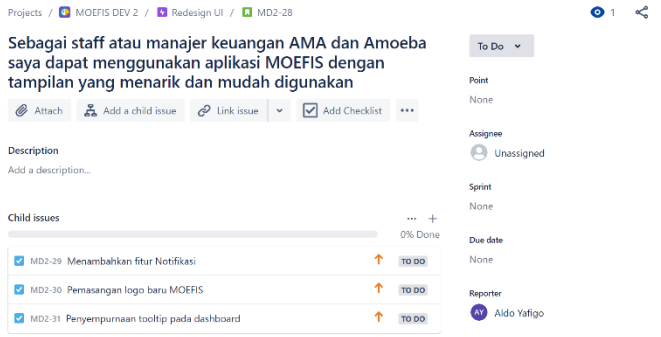 Projects / MOEFIS DEV 2 / Redesign UI / MD2-28
1
Sebagai staff atau manajer keuangan AMA dan Amoeba
saya dapat menggunakan aplikasi MOEFIS dengan
tampilan yang menarik dan mudah digunakan
Attach Add a child issue Link issue Add Checklist
Description
Add a description...
Child issues
0% Done
MD2-29 Menambahkan fitur Notifikasi TO DO
MD2-30 Pemasangan logo baru MOEFIS TO DO
MD2-31 Penyempurnaan tooltip pada dashboard TO DO
To Do
Point
None
Assignee
Unassigned
Sprint
None
Due date
None
Reporter
AY Aldo Yafigo